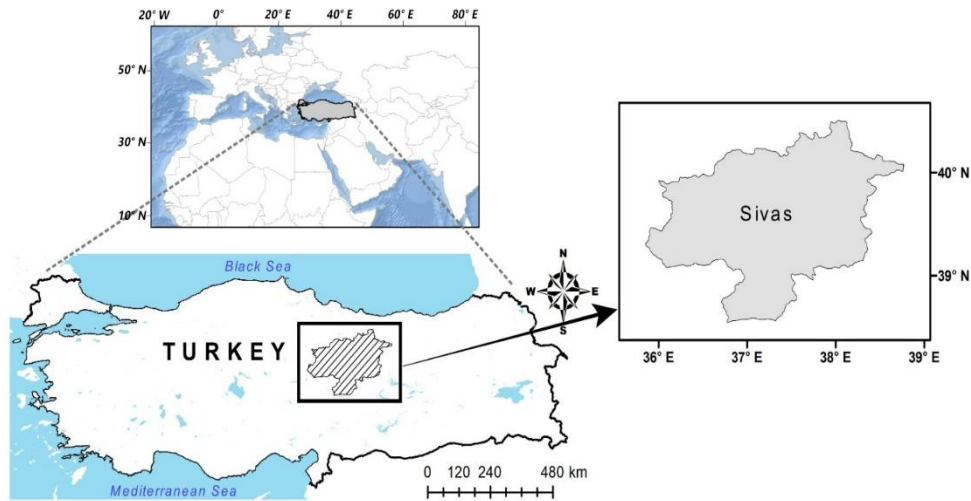 20° W 0° 20° E 40° E 60° E 80° E
50° N
30° N
10° N
Black Sea
TURKEY
Mediterranean Sea
N
W E
S
0 120 240 480 km
Sivas
40° N
39° N
36° E 37° E 38° E 39° E